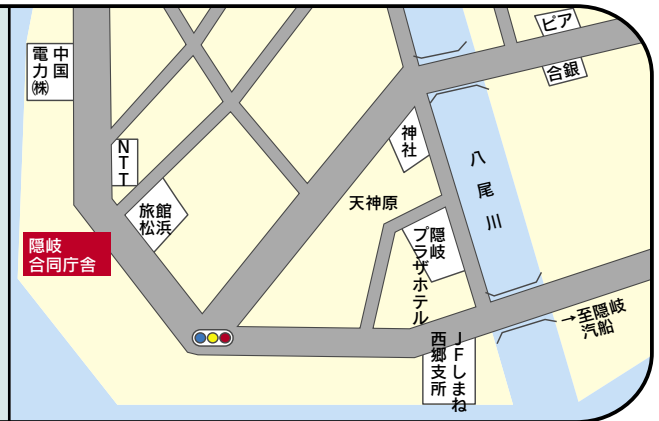 中国
電力㈱
NTT
旅館
松浜
隠岐
合同庁舎
神社
天神原
隠岐
プラザホテル
八尾川
ピア
合銀
→至隠岐
汽船
JFしまね
西郷支所